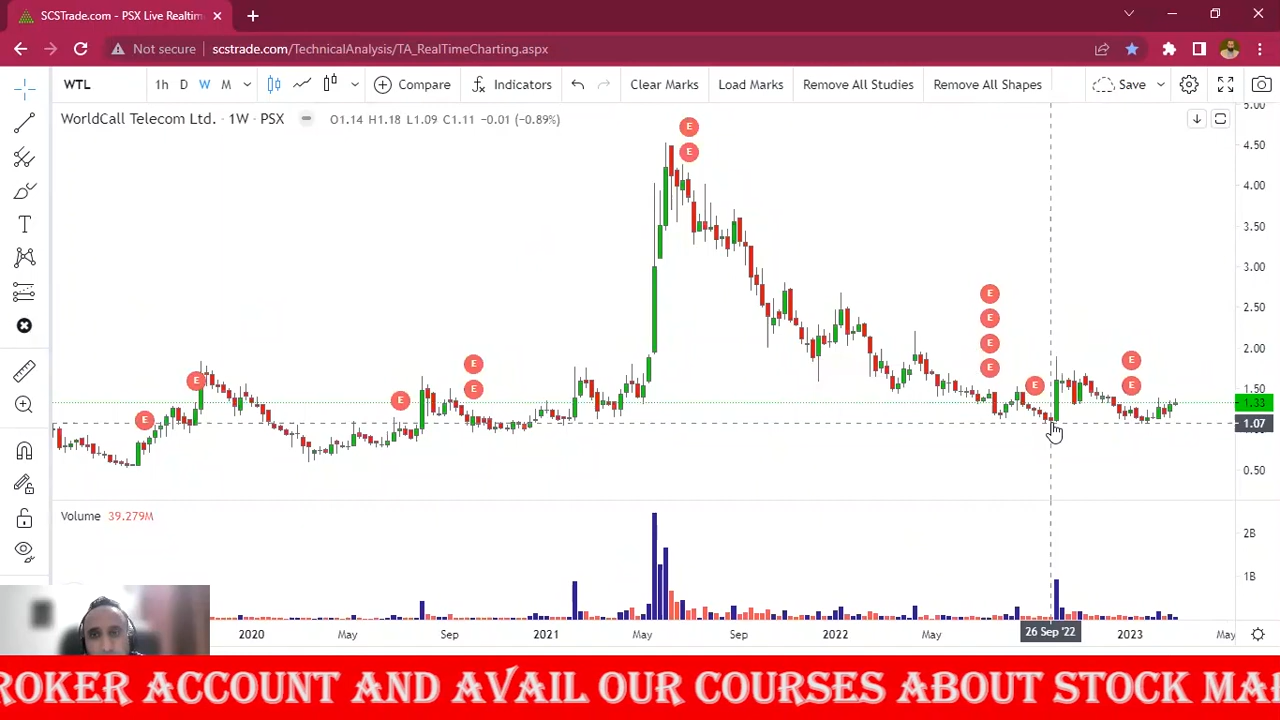 SCSTrade.com - PSX Live Realtim
Not secure
scstrade.com/TechnicalAnalysis/TA_RealTimeCharting.aspx
WTL
1h D W M
Compare
Indicators
Clear Marks
Load Marks
Remove All Studies
Remove All Shapes
Save
WorldCall Telecom Ltd. · 1W · PSX
O1.14 H1.18 L1.09 C1.11 −0.01 (−0.89%)
5.00
4.50
4.00
3.50
3.00
2.50
2.00
1.50
1.33
1.07
0.50
E
E
E
E
E
E
E
E
E
E
E
E
E
E
Volume 39.279M
2B
1B
2020 May Sep 2021 May Sep 2022 May 26 Sep '22 2023 May
ROKER ACCOUNT AND AVAIL OUR COURSES ABOUT STOCK MA